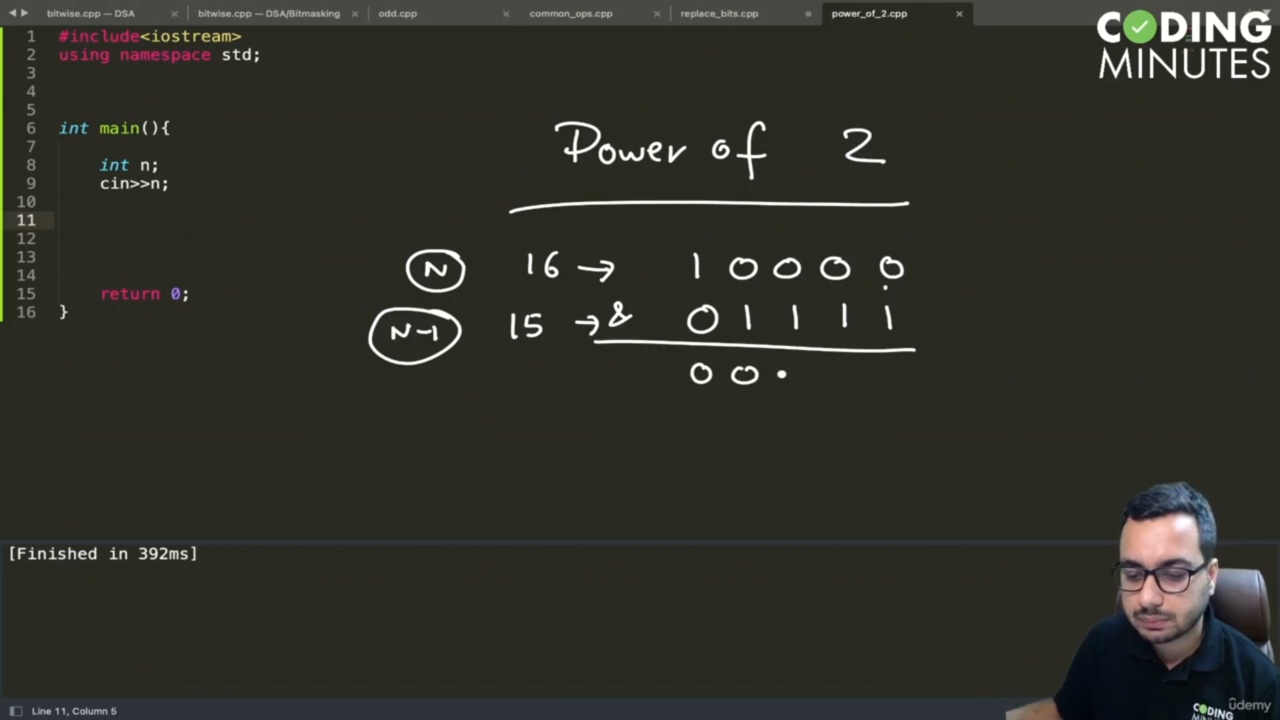 bitwise.cpp — DSA
bitwise.cpp — DSA/Bitmasking
odd.cpp
common_ops.cpp
replace_bits.cpp
power_of_2.cpp
CODING
MINUTES
1 #include<iostream>
2 using namespace std;
3
4
5
6 int main(){
7
8 int n;
9 cin>>n;
10
11
12
13
14
15 return 0;
16 }
Power of 2
N 16 → 1 0 0 0 0
N-1 15 → & 0 1 1 1 1
0 0
[Finished in 392ms]
Line 11, Column 5
ûdemy